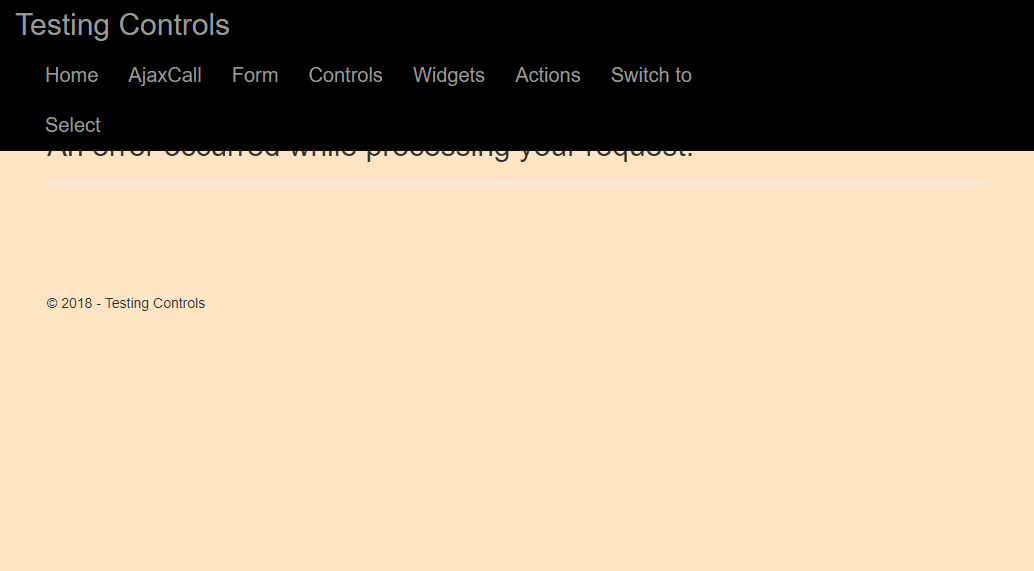 Testing Controls
Home AjaxCall Form Controls Widgets Actions Switch to
Select
An error occurred while processing your request.
© 2018 - Testing Controls